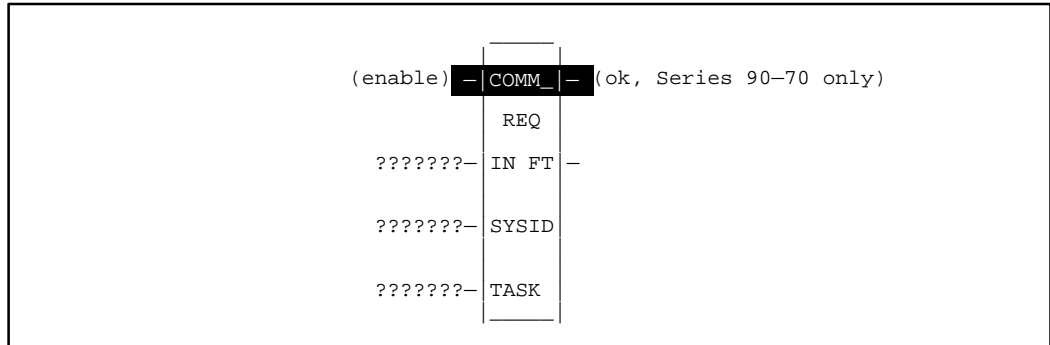 (enable) —|COMM_|— (ok, Series 90—70 only)
REQ
???????—|IN FT|—
???????—|SYSID|
???????—|TASK |